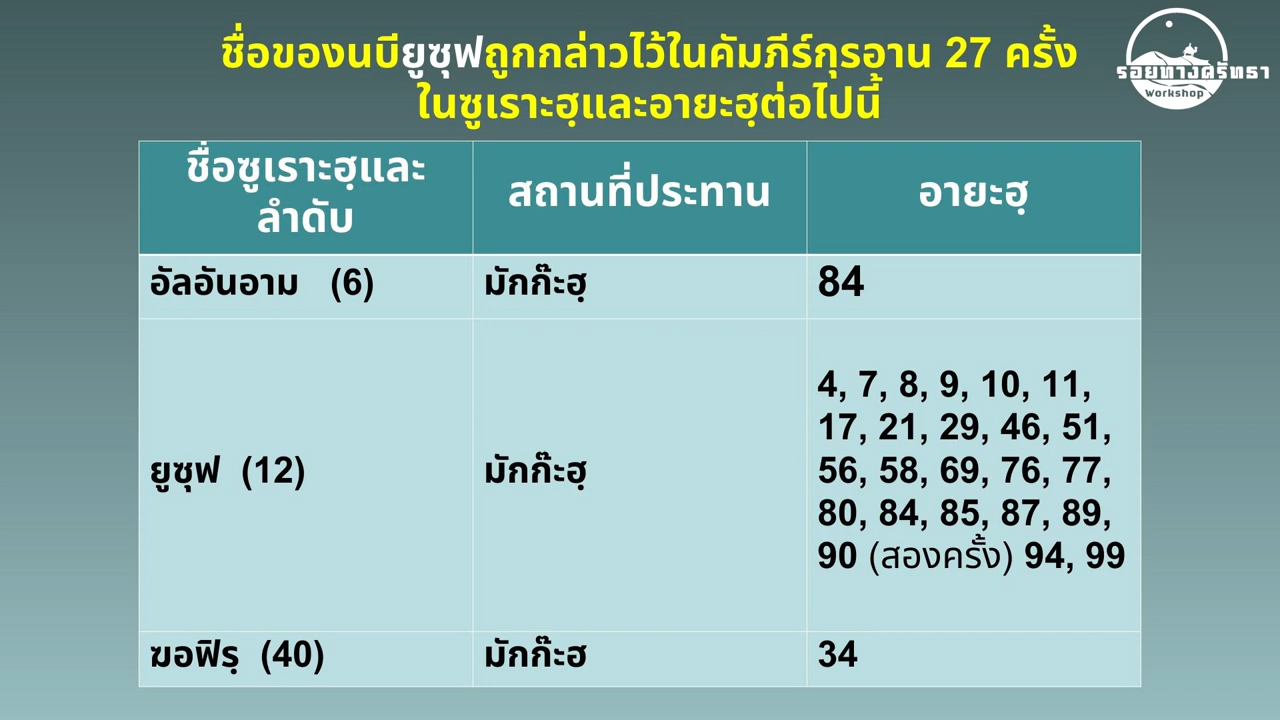 ชื่อของนบียูซุฟถูกกล่าวไว้ในคัมภีร์กุรอาน 27 ครั้ง
ในซูเราะฮฺและอายะฮฺต่อไปนี้
รอยทางศรัทธา
Workshop
ชื่อซูเราะฮฺและ
ลำดับ
สถานที่ประทาน
อายะฮฺ
อัลอันอาม (6)
มักก๊ะฮฺ
84
ยูซุฟ (12)
มักก๊ะฮฺ
4, 7, 8, 9, 10, 11,
17, 21, 29, 46, 51,
56, 58, 69, 76, 77,
80, 84, 85, 87, 89,
90 (สองครั้ง) 94, 99
ฆอฟิรฺ (40)
มักก๊ะฮ
34